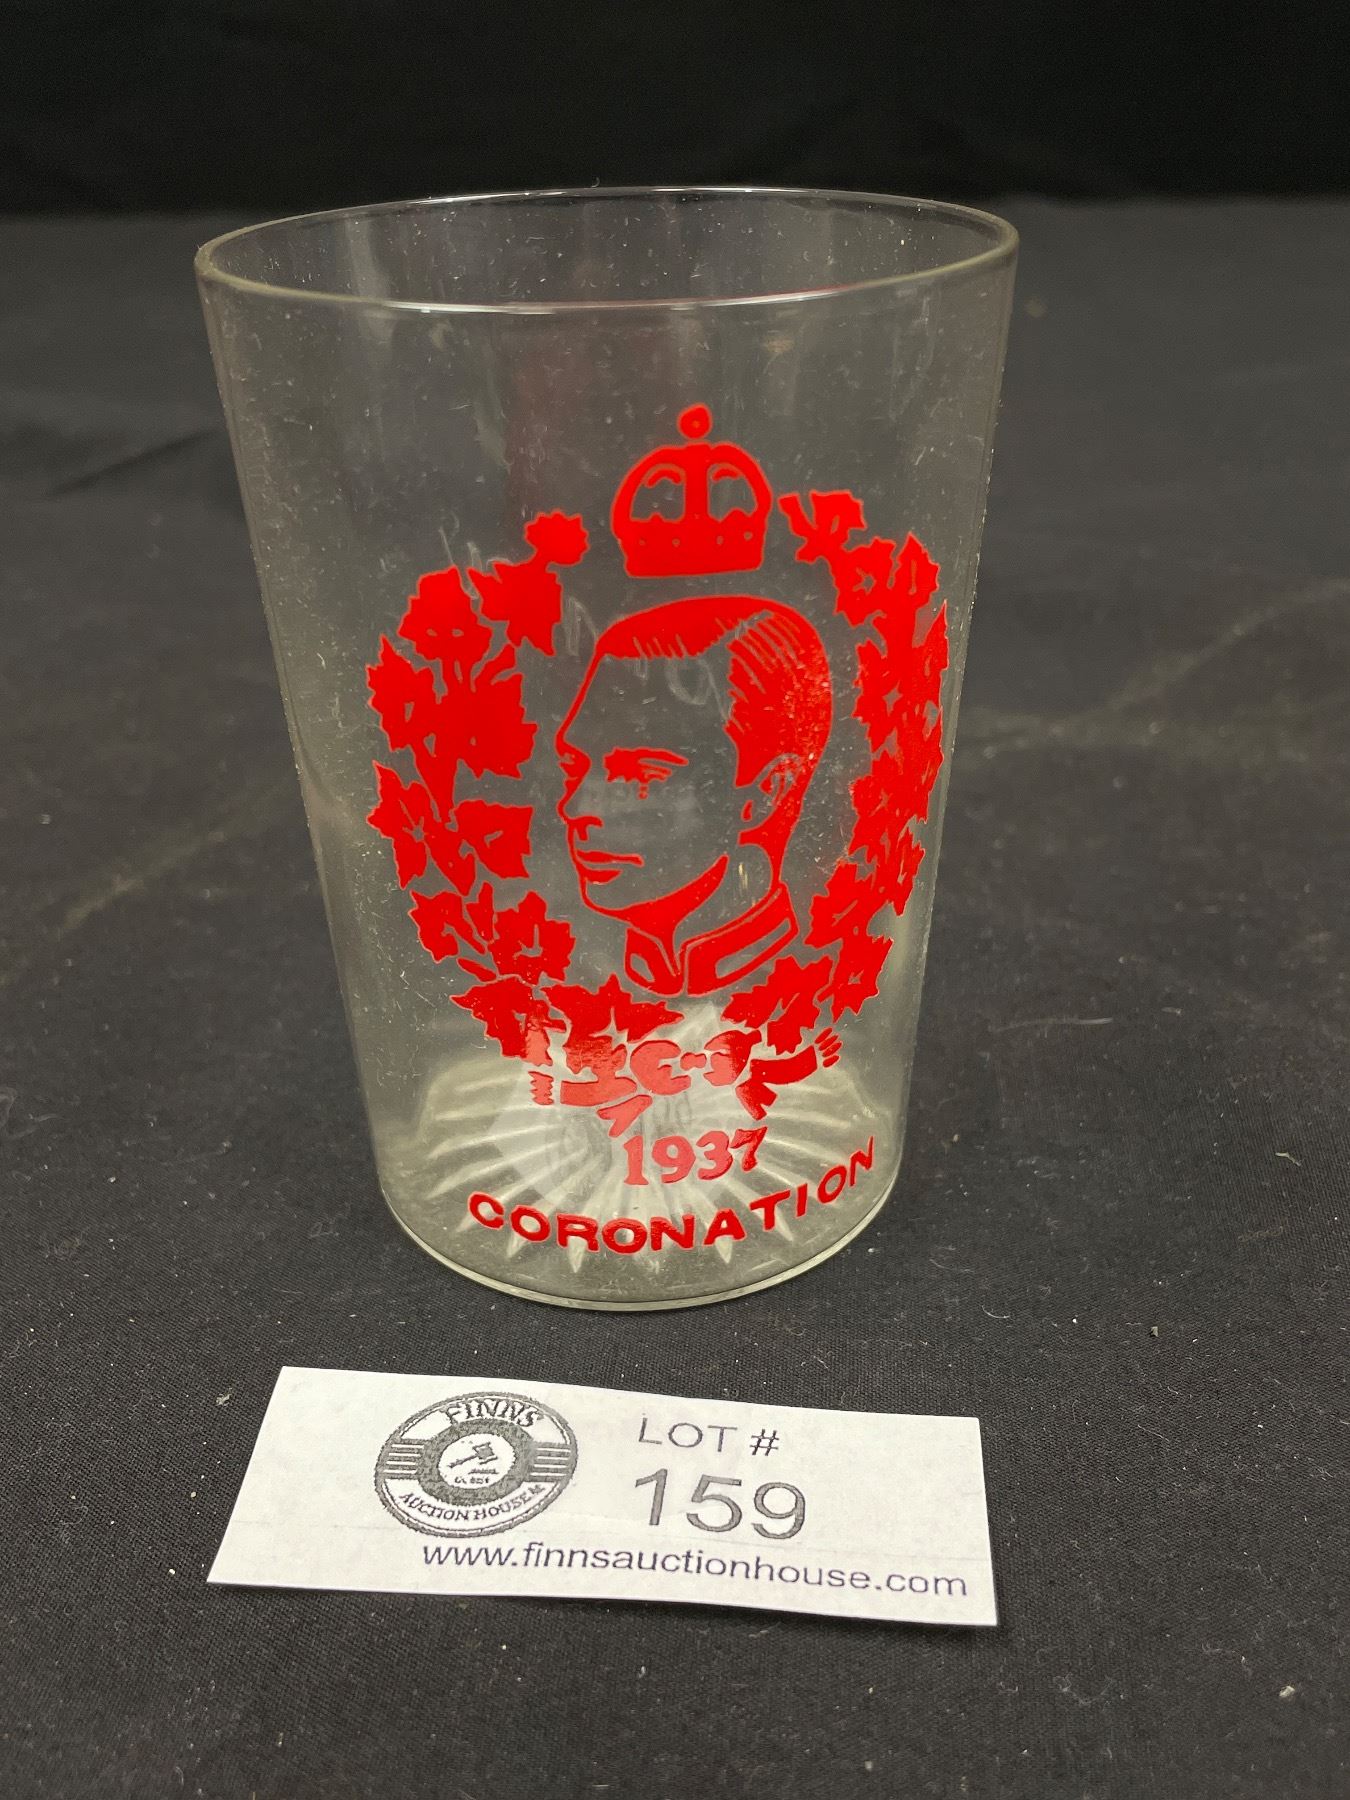 1937
CORONATION
FINNS
AUCTION HOUSE
LOT #
159
www.finnsauctionhouse.com